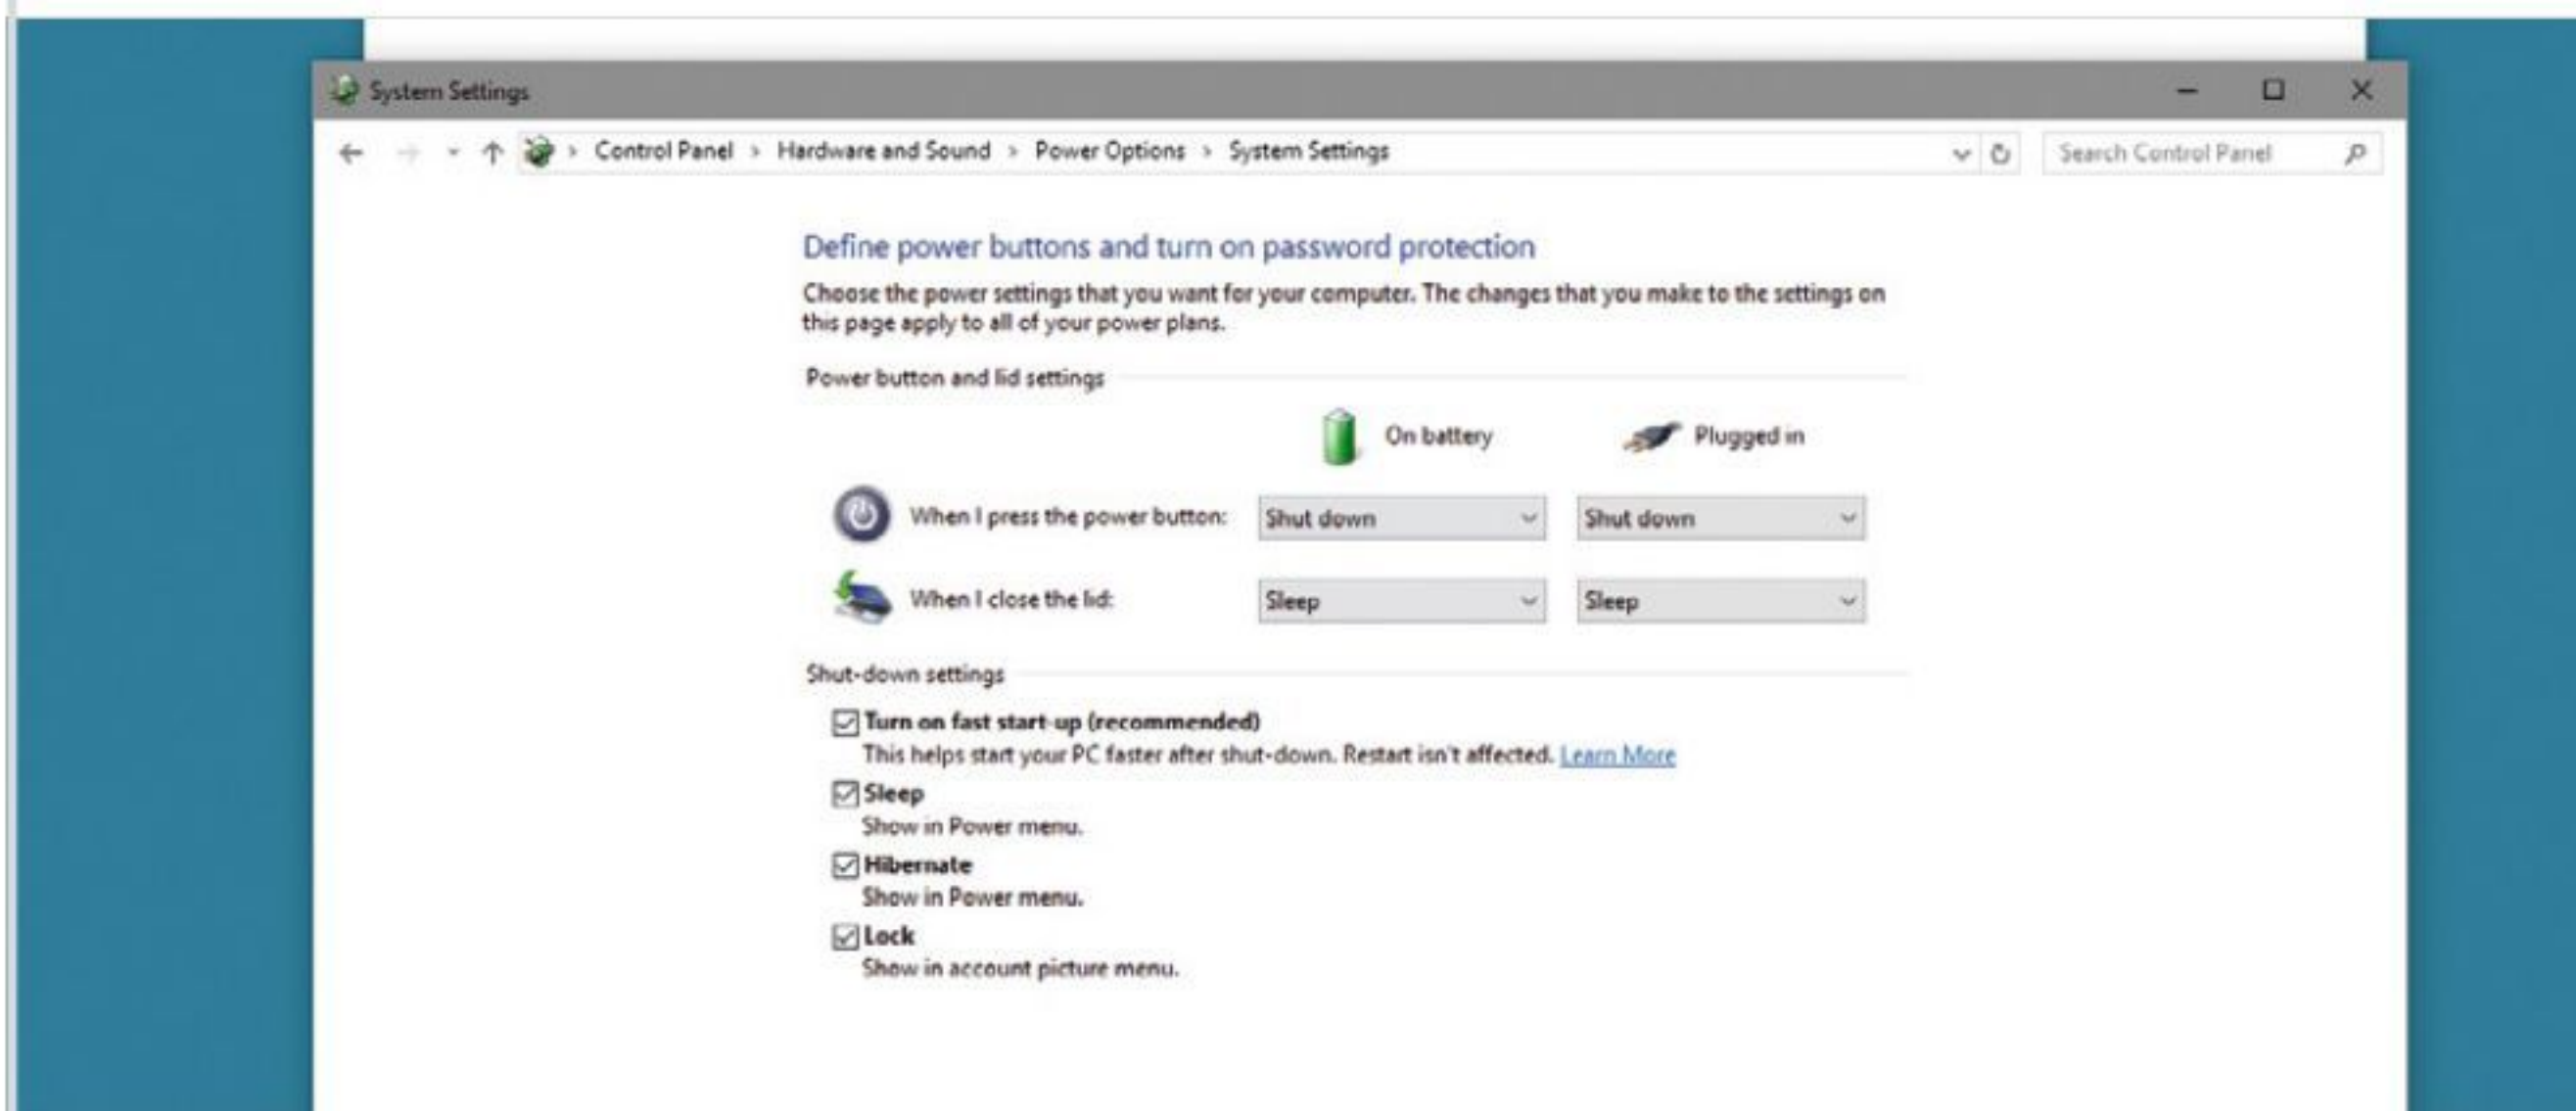 System Settings
Control Panel > Hardware and Sound > Power Options > System Settings
Search Control Panel
Define power buttons and turn on password protection
Choose the power settings that you want for your computer. The changes that you make to the settings on
this page apply to all of your power plans.
Power button and lid settings
On battery Plugged in
When I press the power button: Shut down Shut down
When I close the lid: Sleep Sleep
Shut-down settings
Turn on fast start-up (recommended)
This helps start your PC faster after shut-down. Restart isn't affected. Learn More
Sleep
Show in Power menu.
Hibernate
Show in Power menu.
Lock
Show in account picture menu.